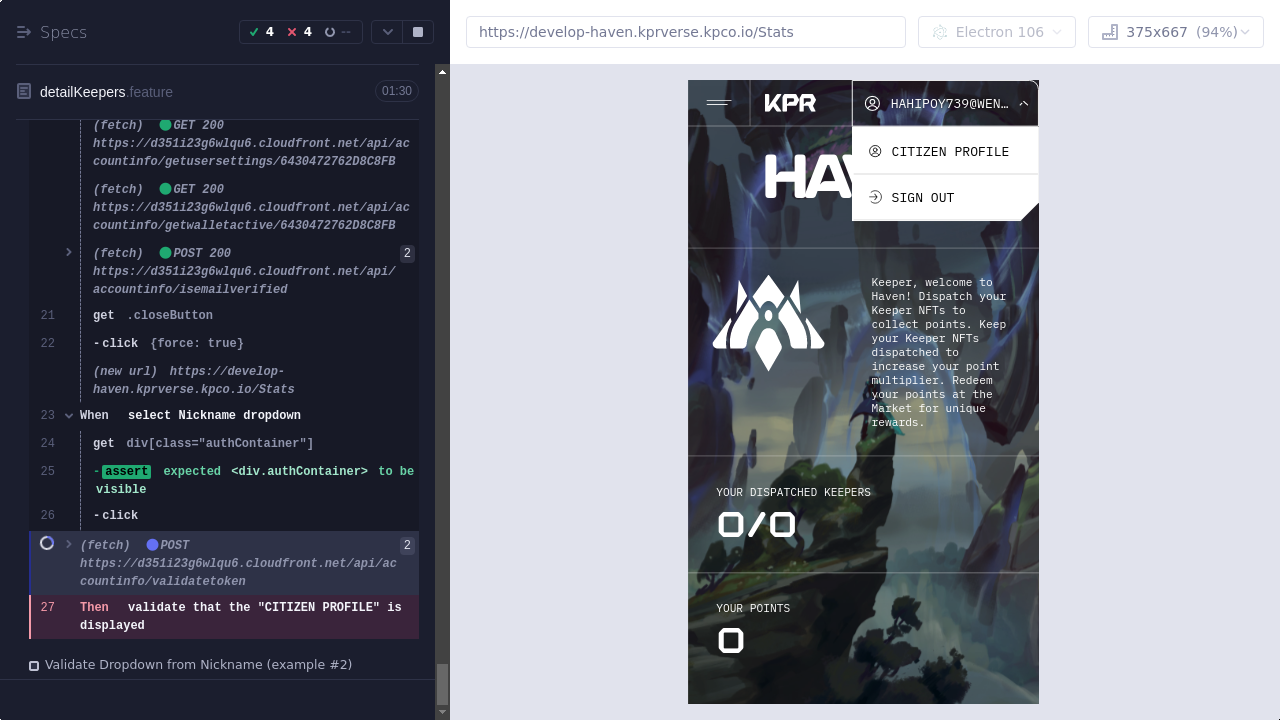 Specs
4
4
--
https://develop-haven.kprverse.kpco.io/Stats
Electron 106
375x667 (94%)
detailKeepers.feature
01:30
(fetch) GET 200
https://d351i23g6wlqu6.cloudfront.net/api/ac
countinfo/getusersettings/6430472762D8C8FB
(fetch) GET 200
https://d351i23g6wlqu6.cloudfront.net/api/ac
countinfo/getwalletactive/6430472762D8C8FB
(fetch) POST 200 2
https://d351i23g6wlqu6.cloudfront.net/api/
accountinfo/isemailverified
21 get .closeButton
22 -click {force: true}
(new url) https://develop-
haven.kprverse.kpco.io/Stats
23 When select Nickname dropdown
24 get div[class="authContainer"]
25 -assert expected <div.authContainer> to be
visible
26 -click
(fetch) POST 2
https://d351i23g6wlqu6.cloudfront.net/api/ac
countinfo/validatetoken
27 Then validate that the "CITIZEN PROFILE" is
displayed
Validate Dropdown from Nickname (example #2)
KPR
HAHIPOY739@WEN…
CITIZEN PROFILE
SIGN OUT
HAV
Keeper, welcome to
Haven! Dispatch your
Keeper NFTs to
collect points. Keep
your Keeper NFTs
dispatched to
increase your point
multiplier. Redeem
your points at the
Market for unique
rewards.
YOUR DISPATCHED KEEPERS
0/0
YOUR POINTS
0